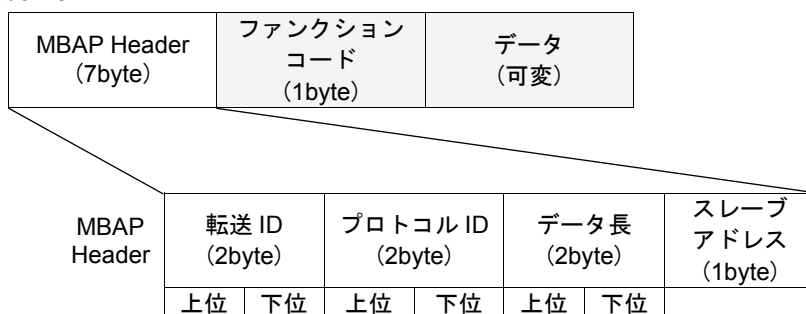 MBAP Header
(7byte)
ファンクション
コード
(1byte)
データ
(可変)
MBAP
Header
転送 ID
(2byte)
プロトコル ID
(2byte)
データ長
(2byte)
スレーブ
アドレス
(1byte)
上位 下位 上位 下位 上位 下位